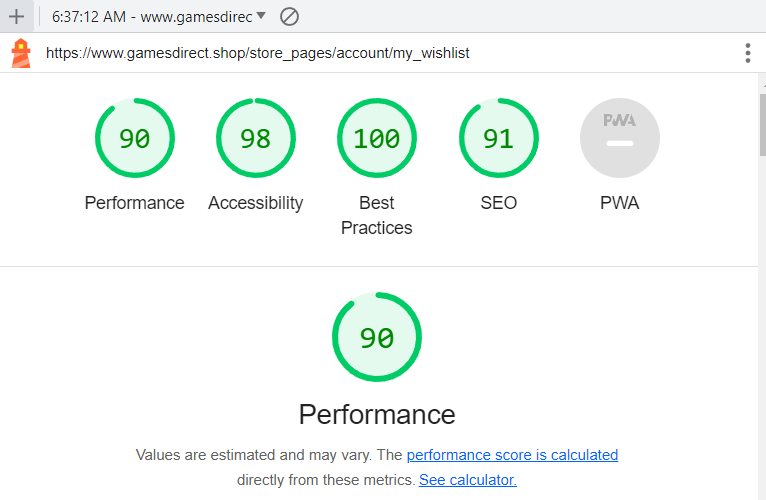 6:37:12 AM - www.gamesdirec
https://www.gamesdirect.shop/store_pages/account/my_wishlist
90 98 100 91 PWA
Performance Accessibility Best Practices SEO PWA
90
Performance
Values are estimated and may vary. The performance score is calculated
directly from these metrics. See calculator.